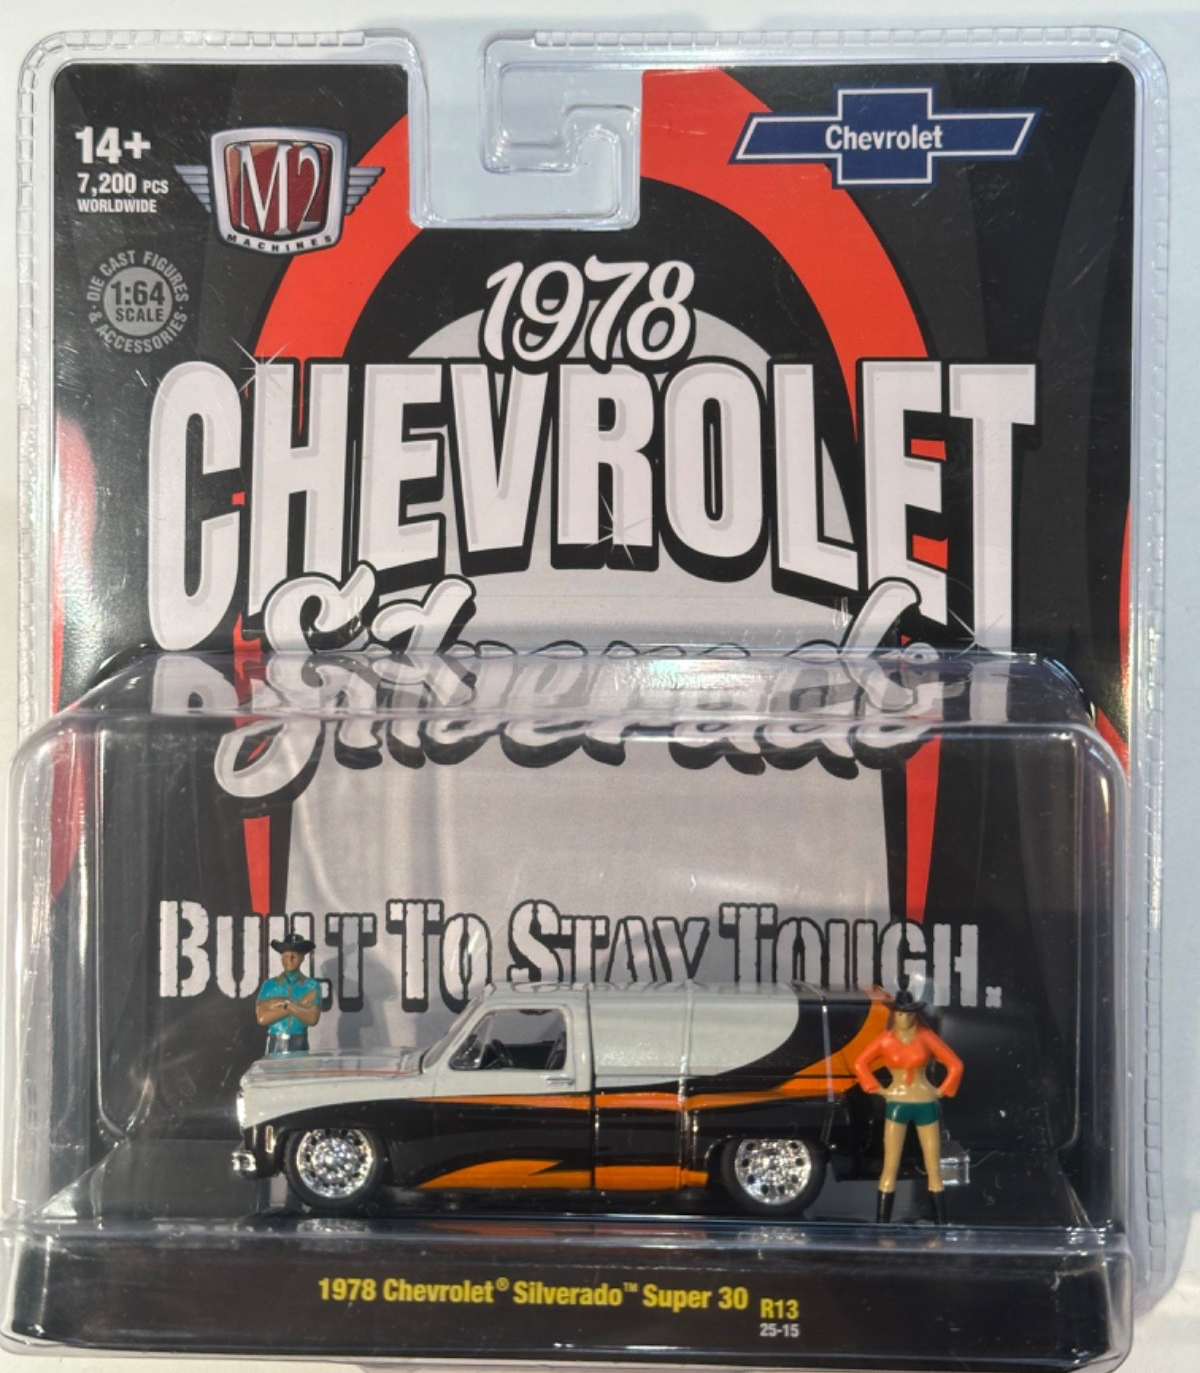 14+
7,200 PCS
WORLDWIDE
M2
MACHINES
Chevrolet
DIE CAST FIGURES
1:64
SCALE
& ACCESSORIES
1978
CHEVROLET
Silverado
BUILT TO STAY TOUGH.
1978 Chevrolet® Silverado™ Super 30
R13
25-15